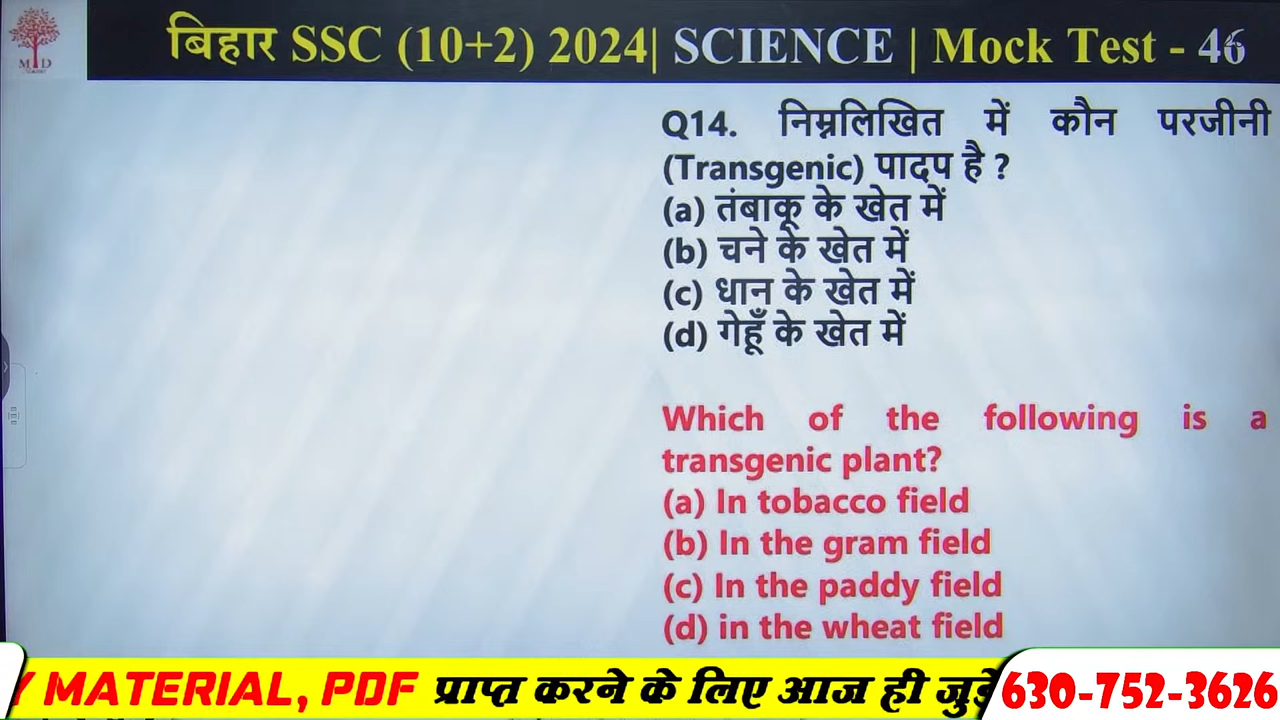 बिहार SSC (10+2) 2024| SCIENCE | Mock Test - 46
M D
Q14. निम्नलिखित में कौन परजीनी
(Transgenic) पादप है ?
(a) तंबाकू के खेत में
(b) चने के खेत में
(c) धान के खेत में
(d) गेहूँ के खेत में
Which of the following is a
transgenic plant?
(a) In tobacco field
(b) In the gram field
(c) In the paddy field
(d) in the wheat field
Y MATERIAL, PDF प्राप्त करने के लिए आज ही जुड़े 630-752-3626